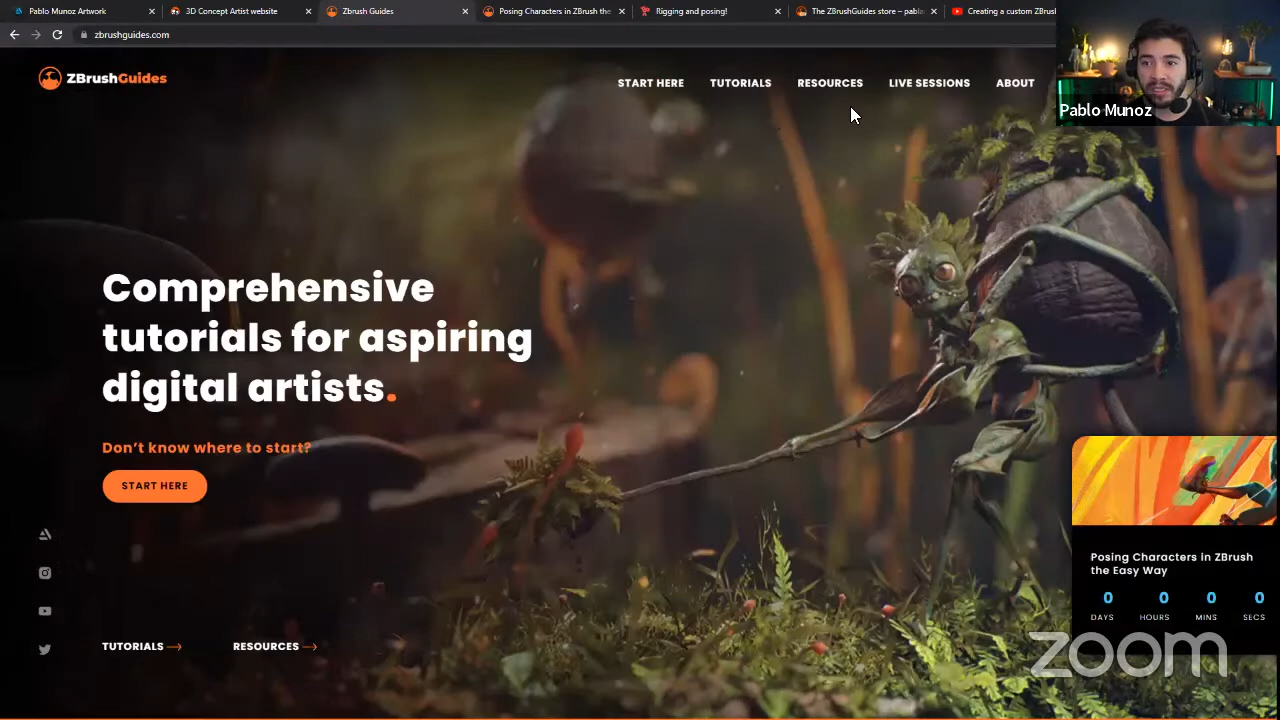 Pablo Munoz Artwork
3D Concept Artist website
Zbrush Guides
Posing Characters in ZBrush the
Rigging and posing!
The ZBrushGuides store – pabla
Creating a custom ZBrus
zbrushguides.com
ZBrushGuides
START HERE
TUTORIALS
RESOURCES
LIVE SESSIONS
ABOUT
Pablo Munoz
Comprehensive
tutorials for aspiring
digital artists.
Don't know where to start?
START HERE
Posing Characters in ZBrush
the Easy Way
0 0 0 0
DAYS HOURS MINS SECS
TUTORIALS
RESOURCES
zoom